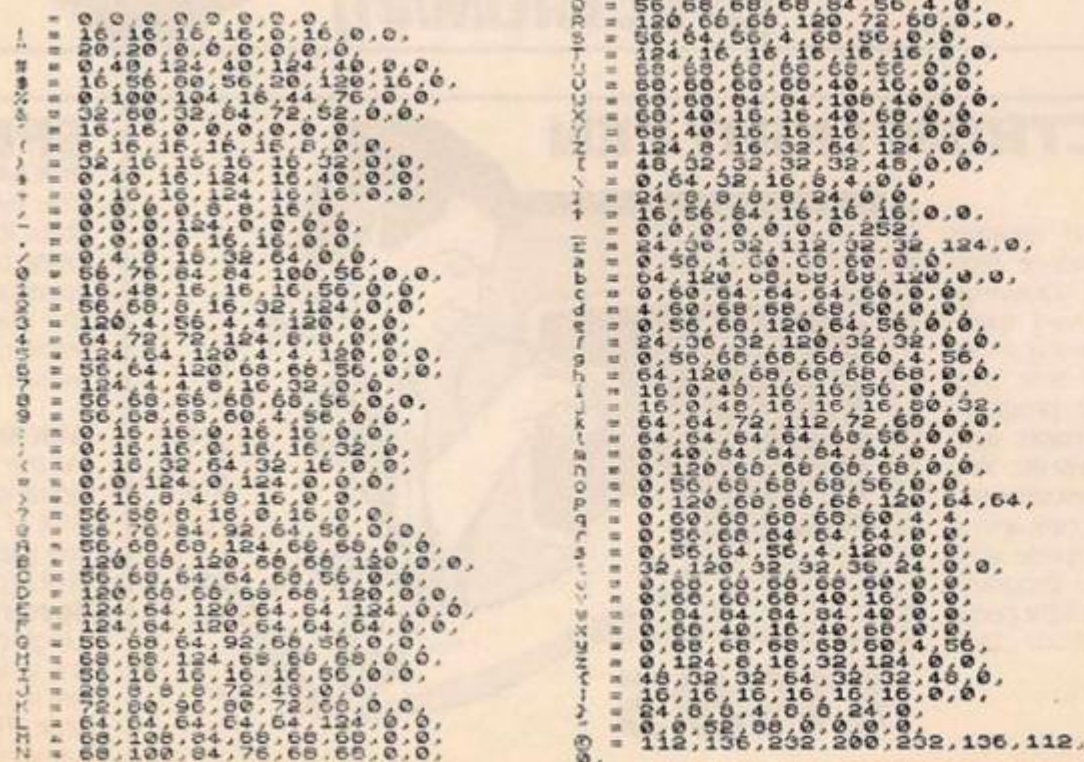 = 0,0,0,0,0,0,0,0,
! = 16,16,16,16,0,16,0,0,
" = 20,20,0,0,0,0,0,0,
# = 0,40,124,40,124,40,0,0,
$ = 16,56,80,56,20,120,16,0,
% = 0,100,104,16,44,76,0,0,
& = 32,80,32,84,72,52,0,0,
' = 16,16,0,0,0,0,0,0,
( = 8,16,16,16,16,8,0,0,
) = 32,16,16,16,16,32,0,0,
* = 0,40,16,124,16,40,0,0,
+ = 0,16,16,124,16,16,0,0,
, = 0,0,0,0,8,8,16,0,
- = 0,0,0,124,0,0,0,0,
. = 0,0,0,0,16,16,0,0,
/ = 0,4,8,16,32,64,0,0,
0 = 56,76,84,84,100,56,0,0,
1 = 16,48,16,16,16,56,0,0,
2 = 56,68,8,16,32,124,0,0,
3 = 120,4,56,4,4,120,0,0,
4 = 64,72,72,124,8,8,0,0,
5 = 124,64,120,4,4,120,0,0,
6 = 56,64,120,68,68,56,0,0,
7 = 124,4,4,8,16,32,0,0,
8 = 56,68,56,68,68,56,0,0,
9 = 56,68,68,60,4,56,0,0,
: = 0,16,16,0,16,16,0,0,
; = 0,16,16,0,16,16,32,0,
< = 0,16,32,64,32,16,0,0,
= = 0,0,124,0,124,0,0,0,
> = 0,16,8,4,8,16,0,0,
? = 56,56,8,16,0,16,0,0,
@ = 56,76,84,92,64,56,0,0,
A = 56,68,68,124,68,68,0,0,
B = 120,68,120,68,68,120,0,0,
C = 56,68,64,64,68,56,0,0,
D = 120,68,68,68,68,120,0,0,
E = 124,64,120,64,64,124,0,0,
F = 124,64,120,64,64,64,0,0,
G = 56,68,64,92,68,56,0,0,
H = 68,68,124,68,68,68,0,0,
I = 56,16,16,16,16,56,0,0,
J = 28,8,8,8,72,48,0,0,
K = 72,80,96,80,72,68,0,0,
L = 64,64,64,64,64,124,0,0,
M = 68,108,84,68,68,68,0,0,
N = 68,100,84,76,68,68,0,0,
Q = 56,68,68,68,84,56,4,0,
R = 120,68,68,120,72,68,0,0,
S = 56,64,56,4,68,56,0,0,
T = 124,16,16,16,16,16,0,0,
U = 68,68,68,68,68,56,0,0,
V = 68,68,68,68,40,16,0,0,
W = 68,68,84,84,108,40,0,0,
X = 68,40,16,16,40,68,0,0,
Y = 68,40,16,16,16,16,0,0,
Z = 124,8,16,32,64,124,0,0,
[ = 48,32,32,32,32,48,0,0,
\ = 0,64,32,16,8,4,0,0,
] = 24,8,8,8,8,24,0,0,
↑ = 16,56,84,16,16,16,0,0,
_ = 0,0,0,0,0,0,0,252,
£ = 24,36,32,112,32,32,124,0,
a = 0,56,4,60,68,60,0,0,
b = 64,120,68,68,68,120,0,0,
c = 0,60,64,64,64,60,0,0,
d = 4,60,68,68,68,60,0,0,
e = 0,56,68,120,64,56,0,0,
f = 24,36,32,120,32,32,0,0,
g = 0,56,68,68,68,60,4,56,
h = 64,120,68,68,68,68,0,0,
i = 16,0,48,16,16,56,0,0,
j = 16,0,48,16,16,16,80,32,
k = 64,64,72,112,72,68,0,0,
l = 64,64,64,64,68,56,0,0,
m = 0,40,84,84,84,84,0,0,
n = 0,120,68,68,68,68,0,0,
o = 0,56,68,68,68,56,0,0,
p = 0,120,68,68,68,120,64,64,
q = 0,60,68,68,68,60,4,4,
r = 0,56,68,64,64,64,0,0,
s = 0,56,64,56,4,120,0,0,
t = 32,120,32,32,36,24,0,0,
u = 0,68,68,68,68,60,0,0,
v = 0,68,68,68,40,16,0,0,
w = 0,84,84,84,84,40,0,0,
x = 0,68,40,16,40,68,0,0,
y = 0,68,68,68,68,60,4,56,
z = 0,124,8,16,32,124,0,0,
{ = 48,32,32,64,32,32,48,0,
| = 16,16,16,16,16,16,0,0,
} = 24,8,8,4,8,8,24,0,
~ = 0,0,52,88,0,0,0,0,
© = 112,136,232,200,232,136,112,
0,